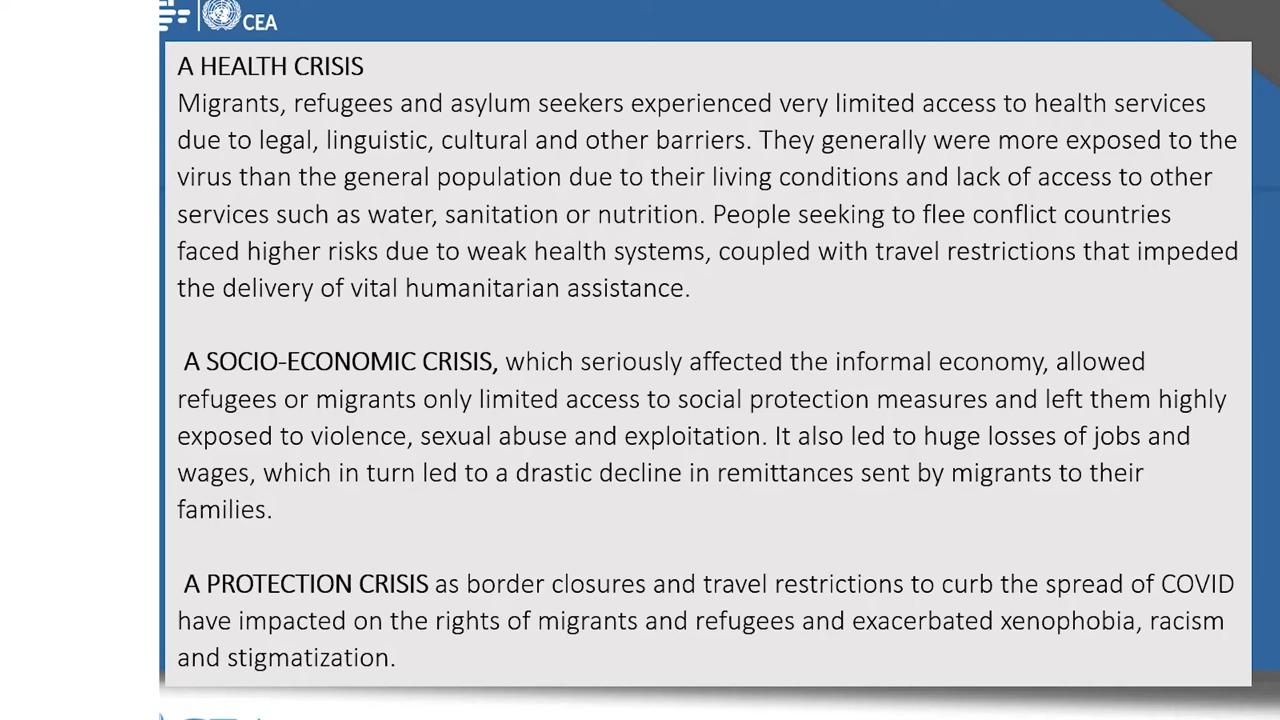 CEA
A HEALTH CRISIS
Migrants, refugees and asylum seekers experienced very limited access to health services
due to legal, linguistic, cultural and other barriers. They generally were more exposed to the
virus than the general population due to their living conditions and lack of access to other
services such as water, sanitation or nutrition. People seeking to flee conflict countries
faced higher risks due to weak health systems, coupled with travel restrictions that impeded
the delivery of vital humanitarian assistance.
A SOCIO-ECONOMIC CRISIS, which seriously affected the informal economy, allowed
refugees or migrants only limited access to social protection measures and left them highly
exposed to violence, sexual abuse and exploitation. It also led to huge losses of jobs and
wages, which in turn led to a drastic decline in remittances sent by migrants to their
families.
A PROTECTION CRISIS as border closures and travel restrictions to curb the spread of COVID
have impacted on the rights of migrants and refugees and exacerbated xenophobia, racism
and stigmatization.